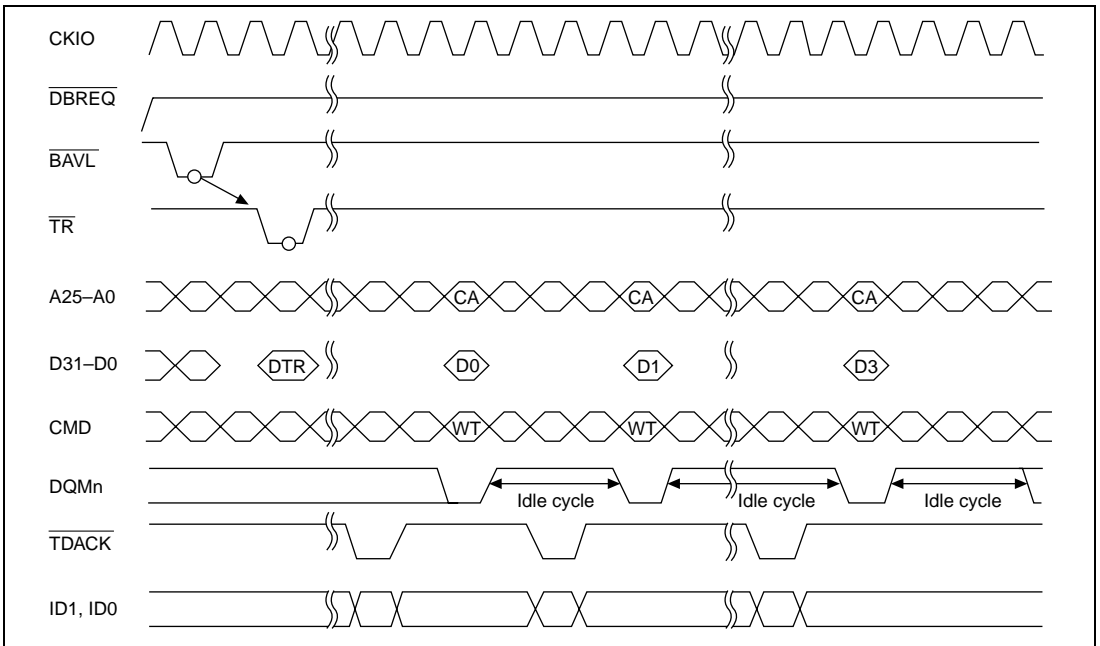 CKIO
DBREQ
BAVL
TR
A25–A0 CA CA CA
D31–D0 DTR D0 D1 D3
CMD WT WT WT
DQMn Idle cycle Idle cycle Idle cycle
TDACK
ID1, ID0